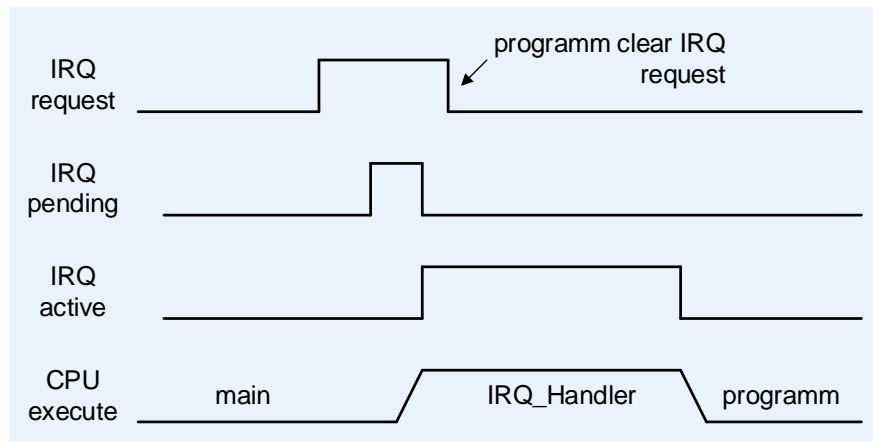 programm clear IRQ
request
IRQ
request
IRQ
pending
IRQ
active
CPU
execute
main
IRQ_Handler
programm